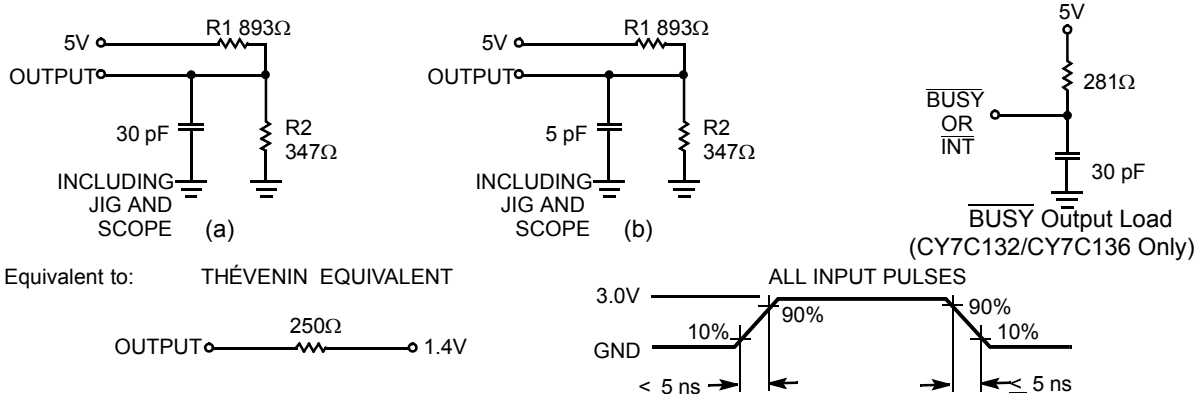 5V
R1 893Ω
OUTPUT
30 pF
R2
347Ω
INCLUDING
JIG AND
SCOPE
(a)
5V
R1 893Ω
OUTPUT
5 pF
R2
347Ω
INCLUDING
JIG AND
SCOPE
(b)
5V
281Ω
BUSY
OR
INT
30 pF
BUSY Output Load
(CY7C132/CY7C136 Only)
Equivalent to: THÉVENIN EQUIVALENT
250Ω
OUTPUT 1.4V
ALL INPUT PULSES
3.0V
90% 90%
10% 10%
GND
< 5 ns ≤ 5 ns